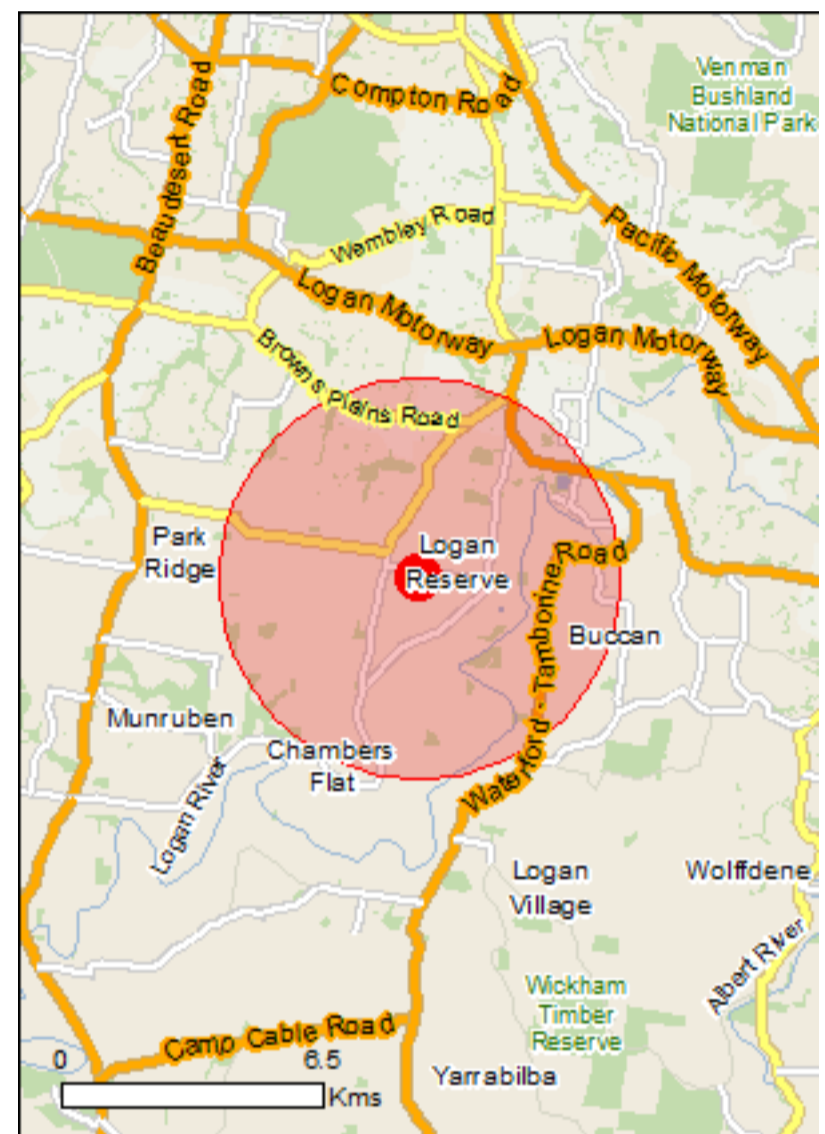 Venman
Bushland
National Park
Compton Road
Beaudesert Road
Wembley Road
Pacific Motorway
Logan Motorway
Logan Motorway
Browns Plains Road
Park
Ridge
Logan
Reserve
Waterford - Tamborine Road
Buccan
Munruben
Chambers
Flat
Logan River
Logan
Village
Wolffdene
Albert River
Wickham
Timber
Reserve
Camp Cable Road
Yarrabilba
0 6.5
Kms